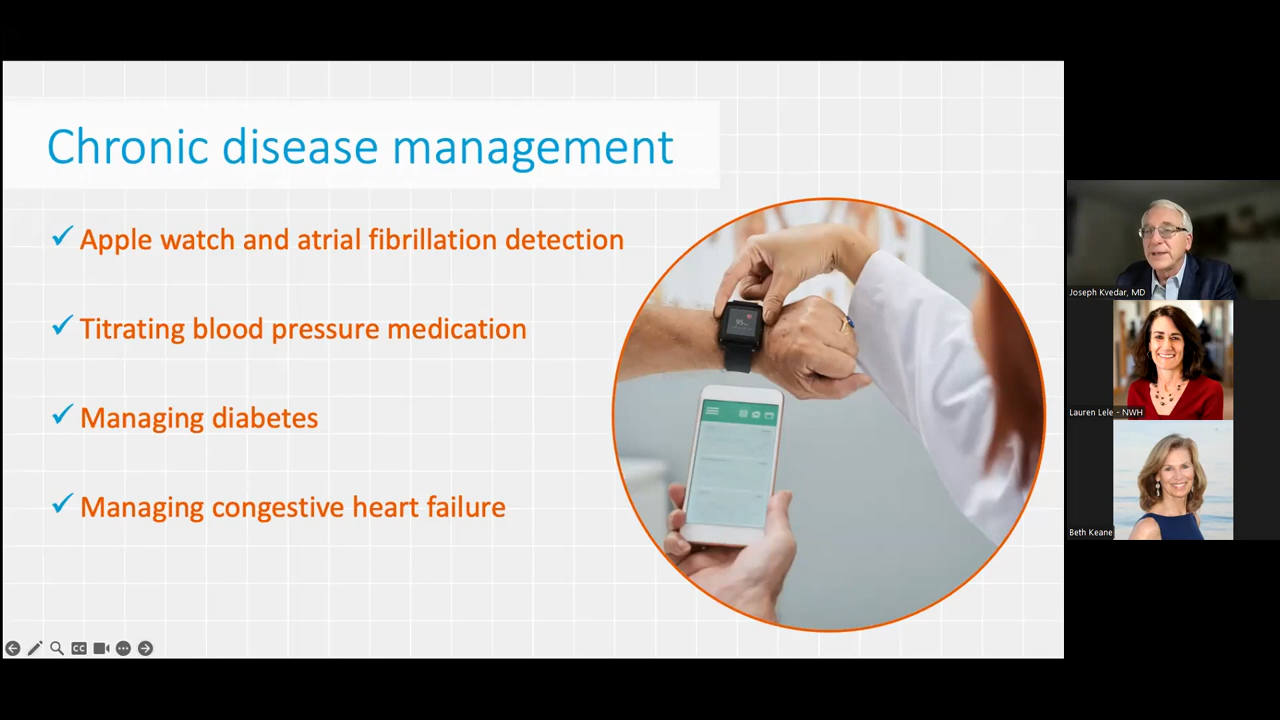 Chronic disease management
Apple watch and atrial fibrillation detection
Titrating blood pressure medication
Managing diabetes
Managing congestive heart failure
CC
Joseph Kvedar, MD
Lauren Lele - NWH
Beth Keane